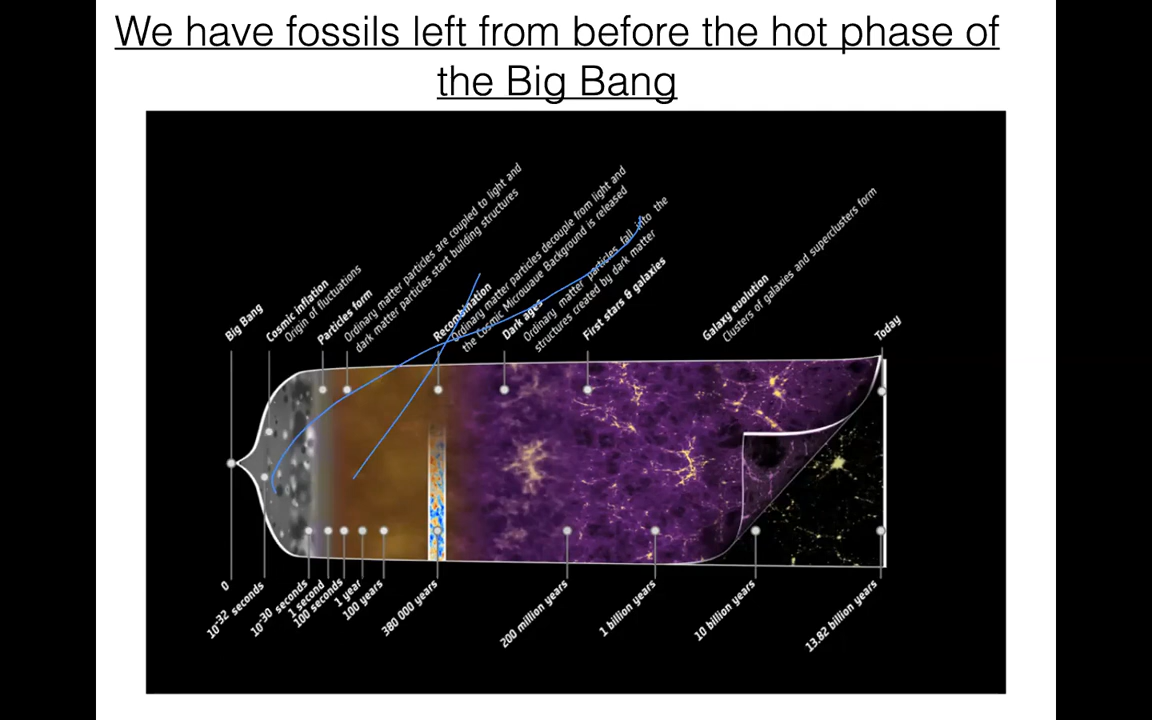 We have fossils left from before the hot phase of
the Big Bang
Big Bang
Cosmic inflation
Origin of fluctuations
Particles form
Ordinary matter particles are coupled to light and
dark matter particles start building structures
Recombination
Ordinary matter particles decouple from light and
the Cosmic Microwave Background is released
Dark ages
Ordinary matter particles fall into the
structures created by dark matter
First stars & galaxies
Galaxy evolution
Clusters of galaxies and superclusters form
Today
0
10⁻³² seconds
10⁻³⁰ seconds
1 second
100 seconds
1 year
100 years
380 000 years
200 million years
1 billion years
10 billion years
13.82 billion years